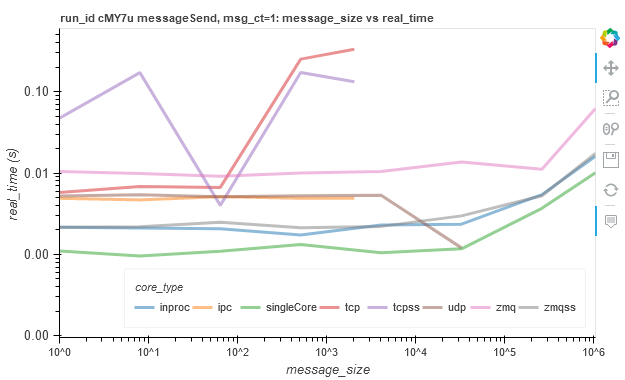 run_id cMY7u messageSend, msg_ct=1: message_size vs real_time
real_time (s)
0.10
0.01
0.00
0.00
core_type
inproc ipc singleCore tcp tcpss udp zmq zmqss
10^0 10^1 10^2 10^3 10^4 10^5 10^6
message_size